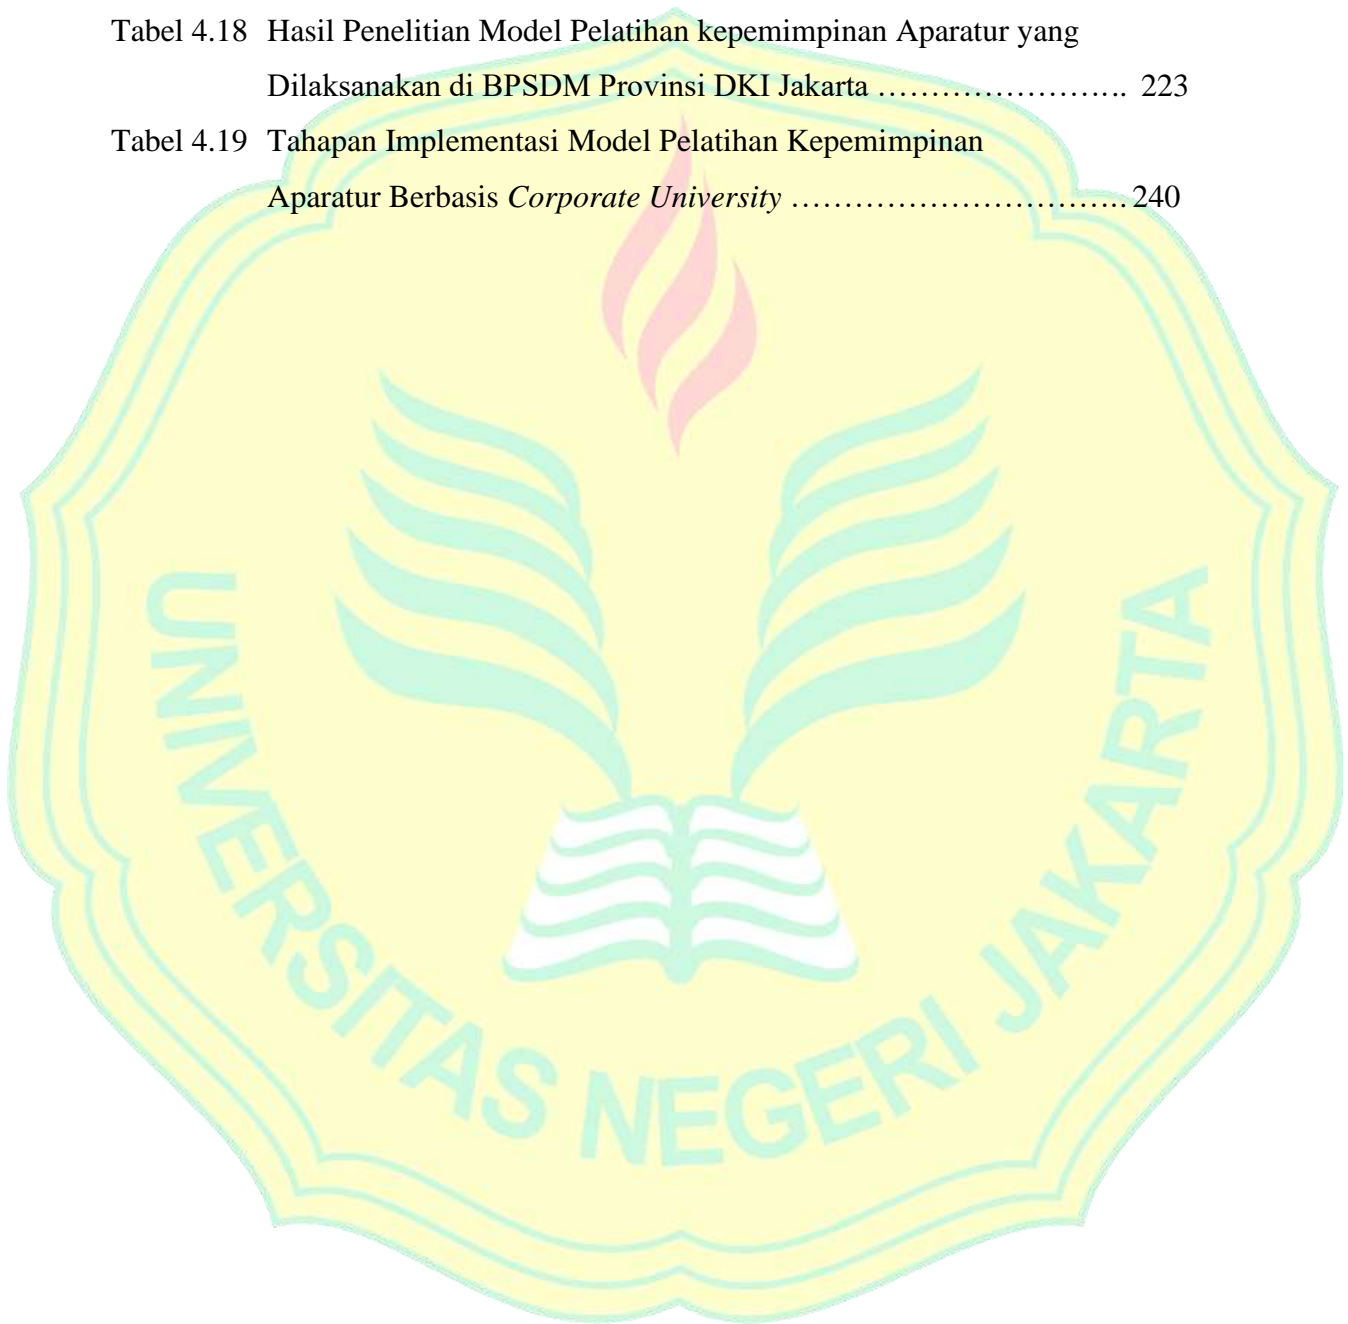 Tabel 4.18 Hasil Penelitian Model Pelatihan kepemimpinan Aparatur yang
Dilaksanakan di BPSDM Provinsi DKI Jakarta ……………………. 223
Tabel 4.19 Tahapan Implementasi Model Pelatihan Kepemimpinan
Aparatur Berbasis Corporate University ………………………….. 240
UNIVERSITAS NEGERI JAKARTA